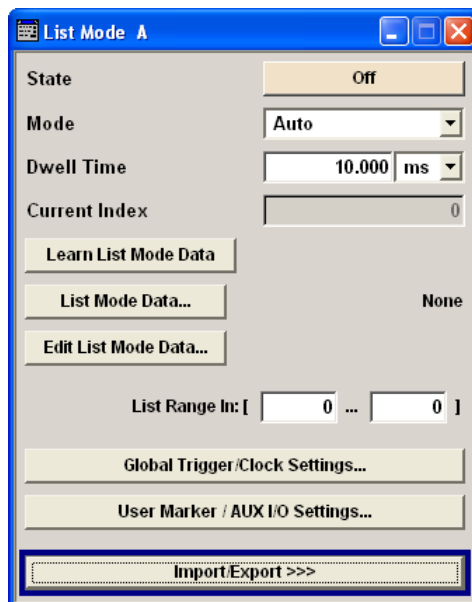 List Mode A
State Off
Mode Auto
Dwell Time 10.000 ms
Current Index 0
Learn List Mode Data
List Mode Data... None
Edit List Mode Data...
List Range In: [ 0 ... 0 ]
Global Trigger/Clock Settings...
User Marker / AUX I/O Settings...
Import/Export >>>